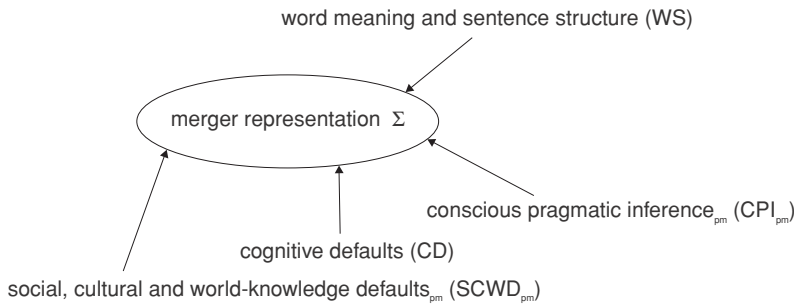 word meaning and sentence structure (WS)
merger representation Σ
conscious pragmatic inference_pm (CPI_pm)
cognitive defaults (CD)
social, cultural and world-knowledge defaults_pm (SCWD_pm)